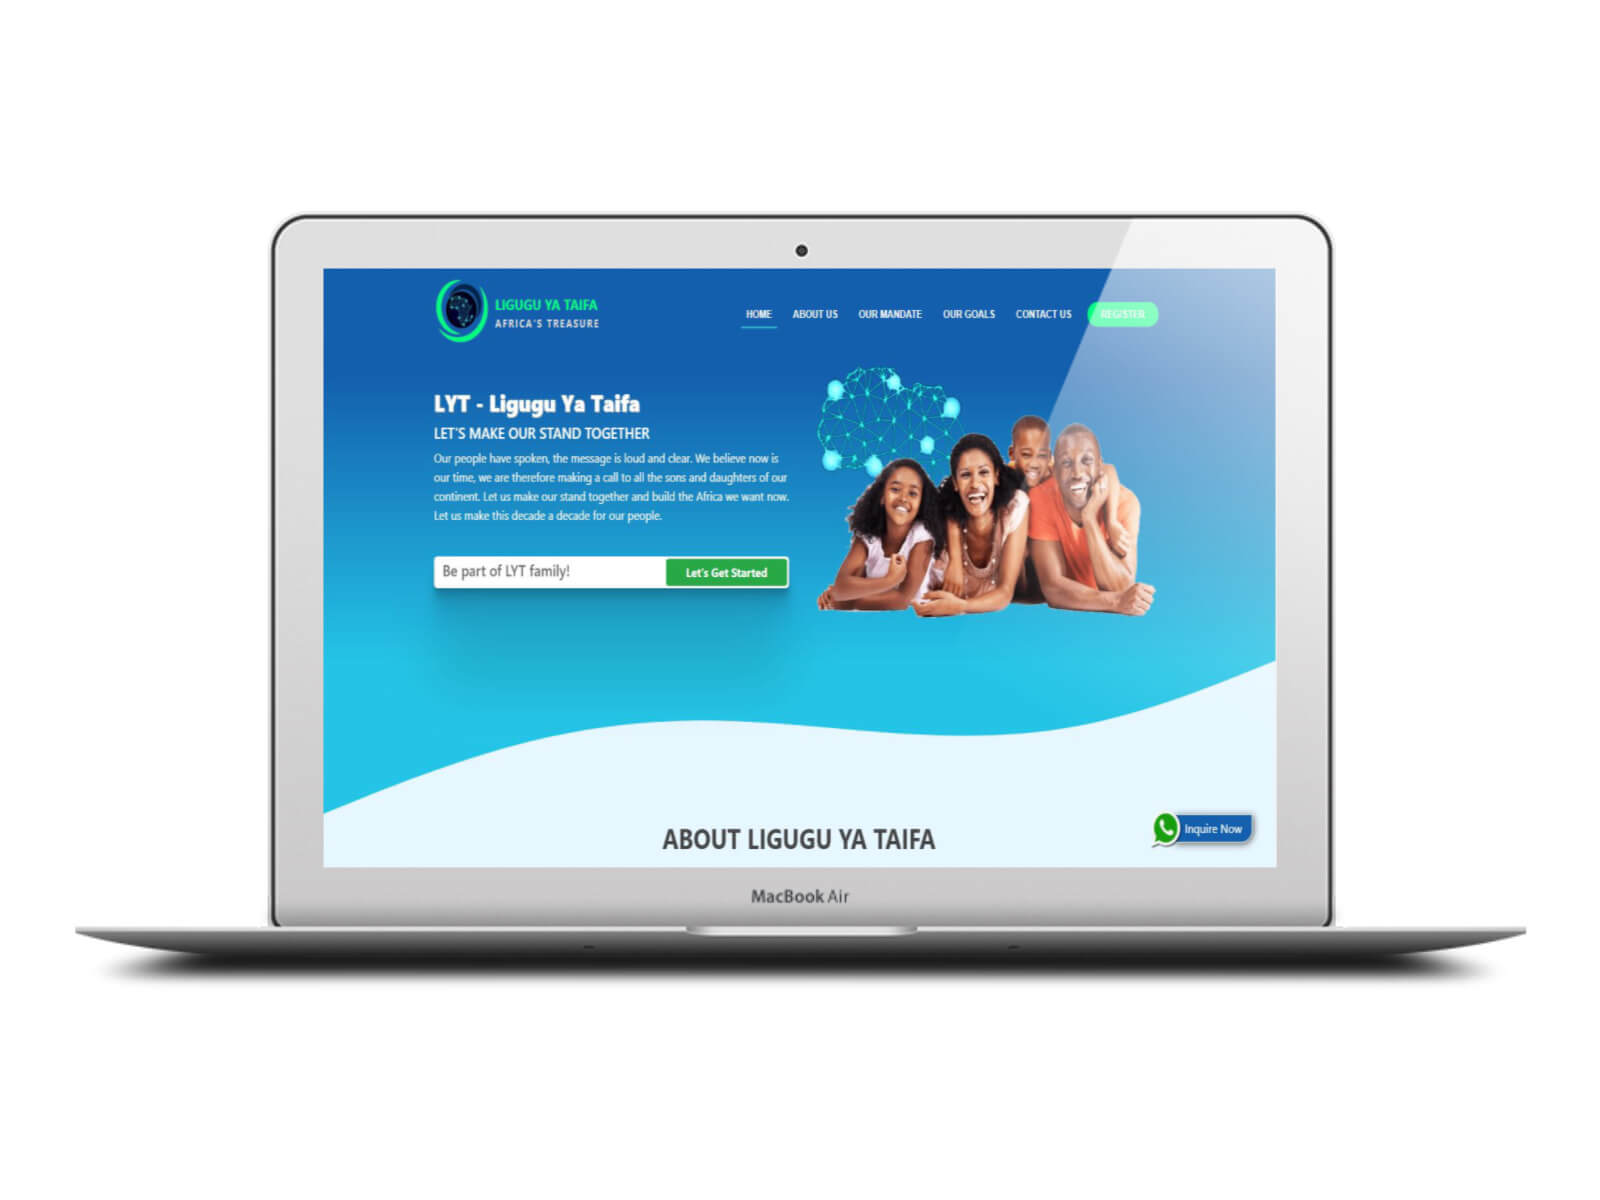 LIGUGU YA TAIFA
AFRICA'S TREASURE
HOME ABOUT US OUR MANDATE OUR GOALS CONTACT US REGISTER
LYT - Ligugu Ya Taifa
LET'S MAKE OUR STAND TOGETHER
Our people have spoken, the message is loud and clear. We believe now is
our time, we are therefore making a call to all the sons and daughters of our
continent. Let us make our stand together and build the Africa we want now.
Let us make this decade a decade for our people.
Be part of LYT family! Let's Get Started
ABOUT LIGUGU YA TAIFA
Inquire Now
MacBook Air